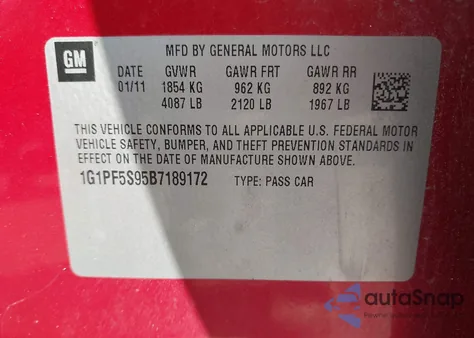 GM
MFD BY GENERAL MOTORS LLC
DATE GVWR GAWR FRT GAWR RR
01/11 1854 KG 962 KG 892 KG
4087 LB 2120 LB 1967 LB
THIS VEHICLE CONFORMS TO ALL APPLICABLE U.S. FEDERAL MOTOR
VEHICLE SAFETY, BUMPER, AND THEFT PREVENTION STANDARDS IN
EFFECT ON THE DATE OF MANUFACTURE SHOWN ABOVE.
1G1PF5S95B7189172 TYPE: PASS CAR
autaSnap